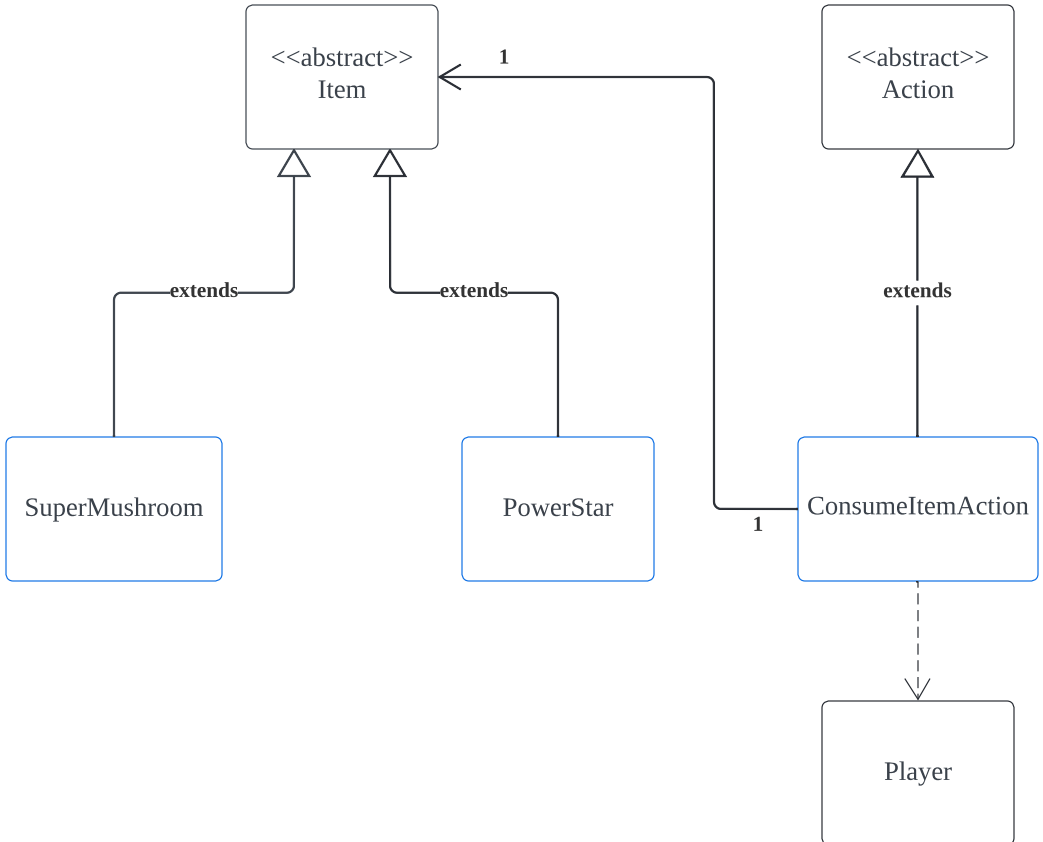 <<abstract>>
Item
1
<<abstract>>
Action
extends
extends
extends
SuperMushroom
PowerStar
ConsumeItemAction
1
Player